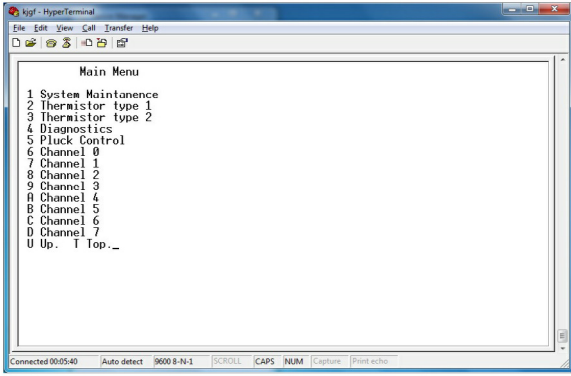 kjgf - HyperTerminal
File Edit View Call Transfer Help
Main Menu
1 System Maintanence
2 Thermistor type 1
3 Thermistor type 2
4 Diagnostics
5 Pluck Control
6 Channel 0
7 Channel 1
8 Channel 2
9 Channel 3
A Channel 4
B Channel 5
C Channel 6
D Channel 7
U Up. T Top._
Connected 00:05:40 Auto detect 9600 8-N-1 SCROLL CAPS NUM Capture Print echo